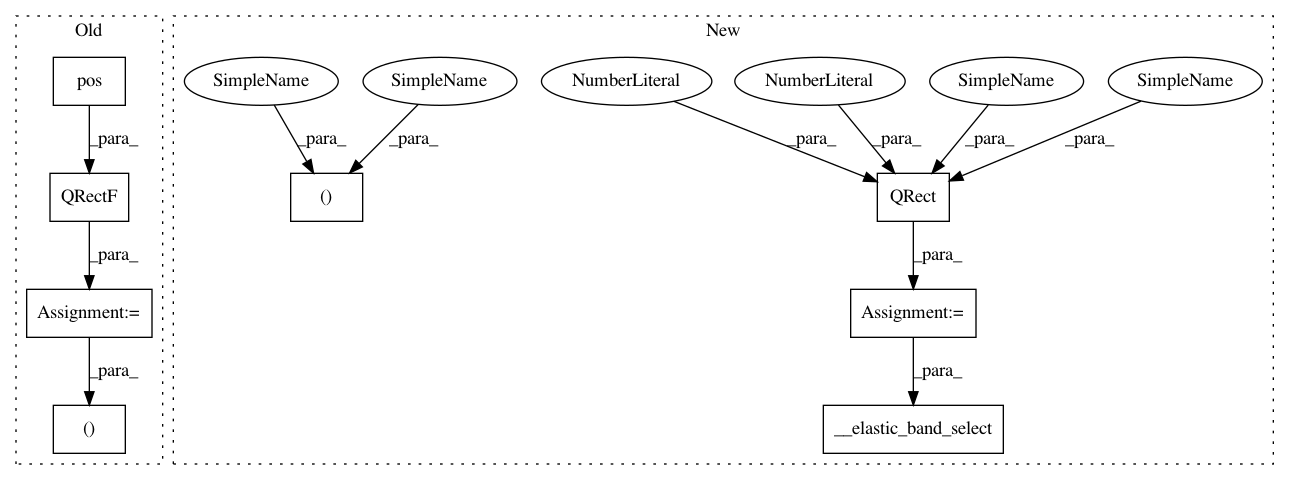 Old
New
pos
SimpleName
SimpleName
NumberLiteral
NumberLiteral
SimpleName
SimpleName
_para_
_para_
_para_
_para_
_para_
_para_
_para_
QRectF
()
QRect
_para_
_para_
Assignment:=
Assignment:=
_para_
_para_
()
__elastic_band_select